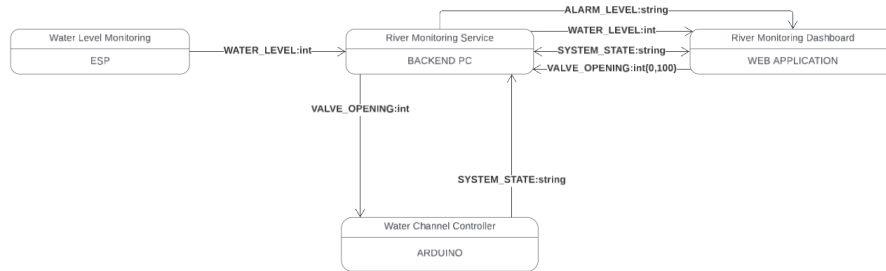 ALARM_LEVEL:string
Water Level Monitoring
ESP
WATER_LEVEL:int
River Monitoring Service
BACKEND PC
WATER_LEVEL:int
SYSTEM_STATE:string
VALVE_OPENING:int(0,100)
River Monitoring Dashboard
WEB APPLICATION
VALVE_OPENING:int
SYSTEM_STATE:string
Water Channel Controller
ARDUINO